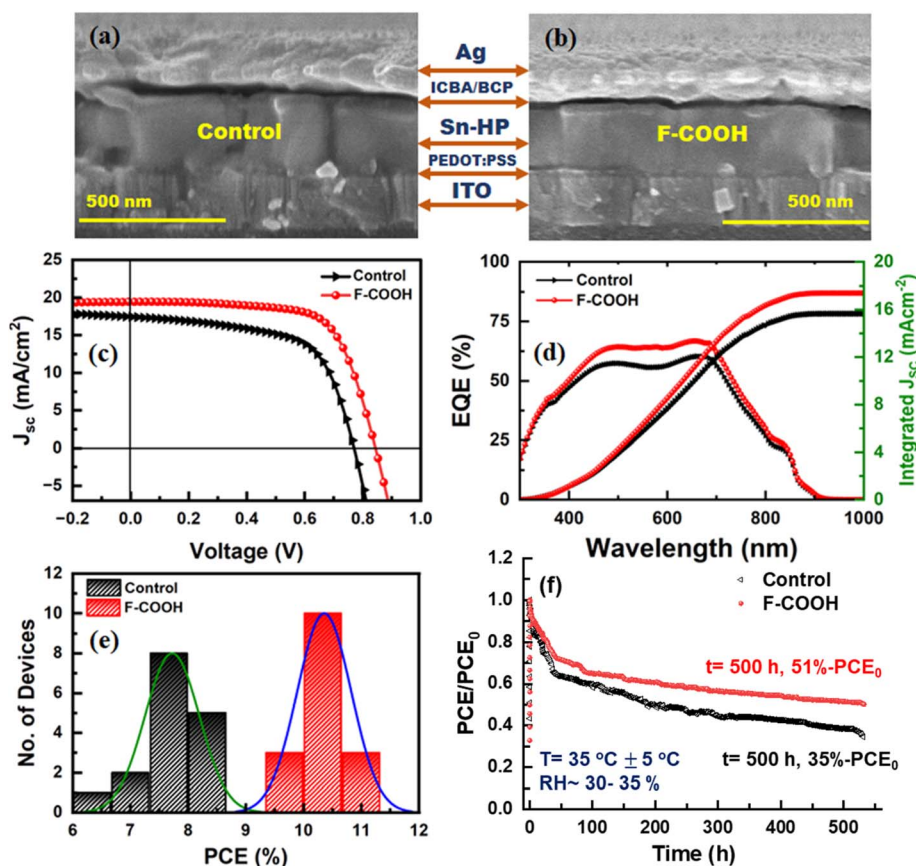 (a)
Control
500 nm
Ag
ICBA/BCP
Sn-HP
PEDOT:PSS
ITO
(b)
F-COOH
500 nm
Jsc (mA/cm²)
25
20
15
10
5
0
−5
Control
F-COOH
(c)
−0.2 0.0 0.2 0.4 0.6 0.8 1.0
Voltage (V)
EQE (%)
100
75
50
25
0
Control
F-COOH
(d)
20
16
12
8
4
0
Integrated Jsc (mAcm⁻²)
400 600 800 1000
Wavelength (nm)
No. of Devices
12
10
8
6
4
2
0
Control
F-COOH
(e)
6 7 8 9 10 11 12
PCE (%)
PCE/PCE₀
1.2
1.0
0.8
0.6
0.4
0.2
0.0
(f)
Control
F-COOH
t= 500 h, 51%-PCE₀
t= 500 h, 35%-PCE₀
T= 35 °C ± 5 °C
RH~ 30- 35 %
0 100 200 300 400 500
Time (h)